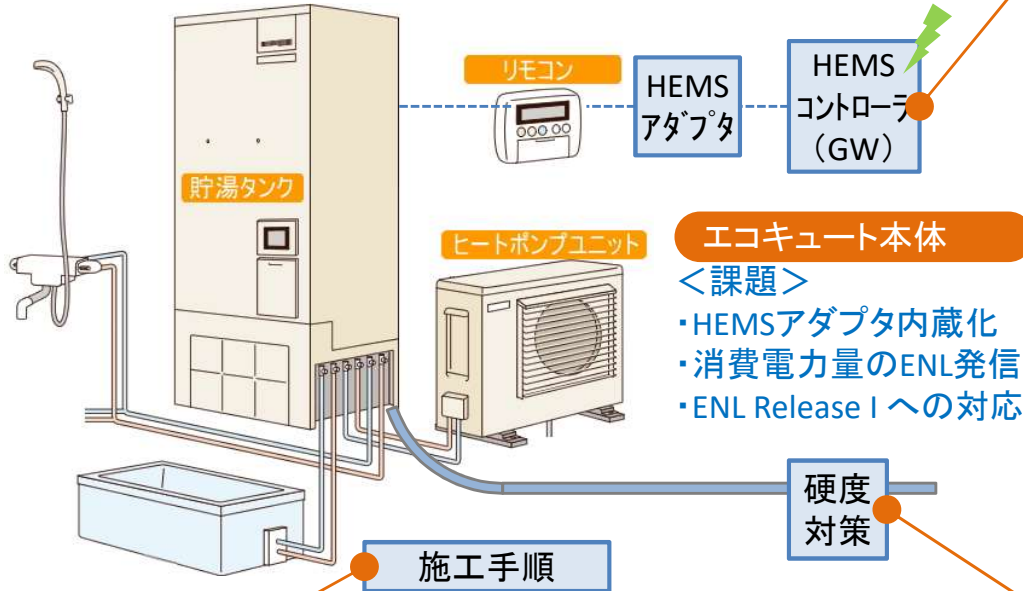 リモコン
HEMS
アダプタ
HEMS
コントローラ
（GW）
貯湯タンク
ヒートポンプユニット
エコキュート本体
＜課題＞
・HEMSアダプタ内蔵化
・消費電力量のENL発信
・ENL Release I への対応
硬度
対策
施工手順